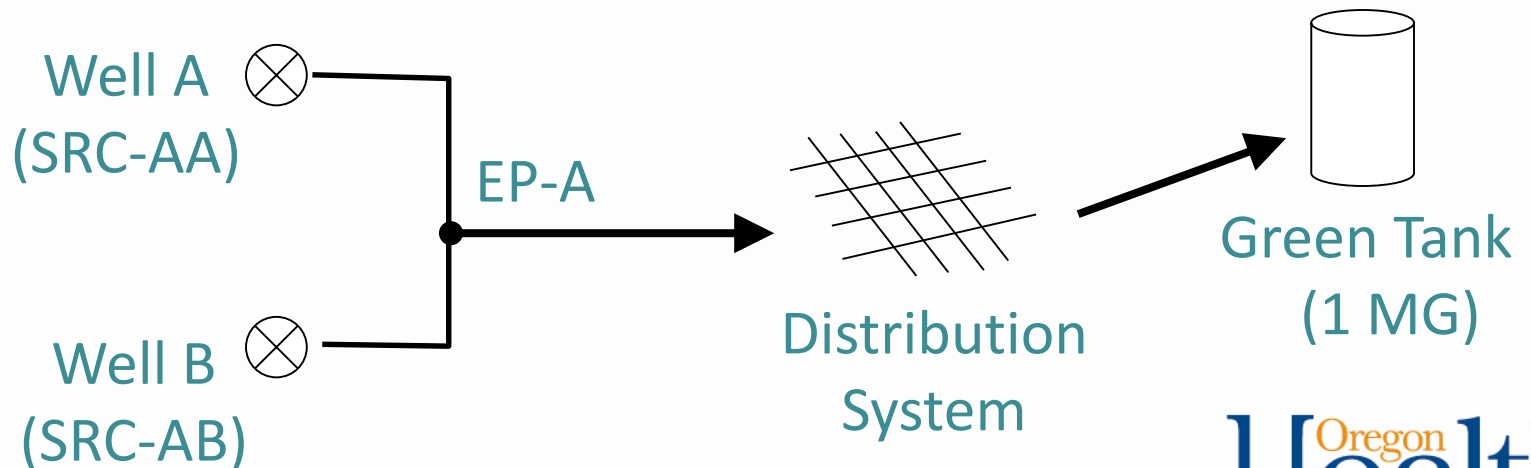 Well A
(SRC-AA)
EP-A
Well B
(SRC-AB)
Distribution
System
Green Tank
(1 MG)
Oregon